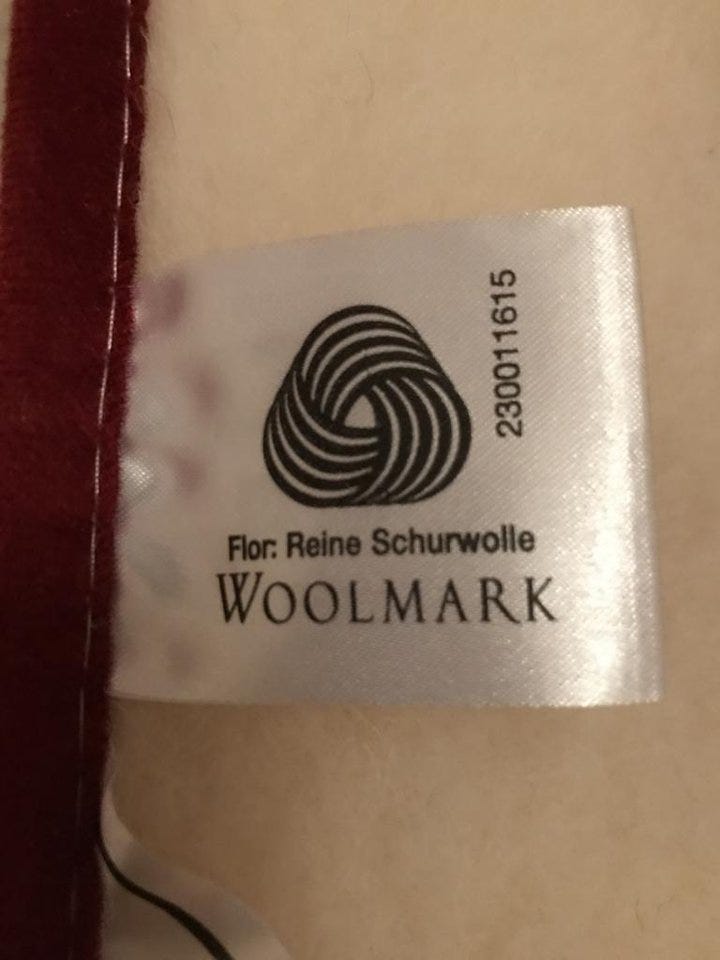 230011615
Flor: Reine Schurwolle
WOOLMARK